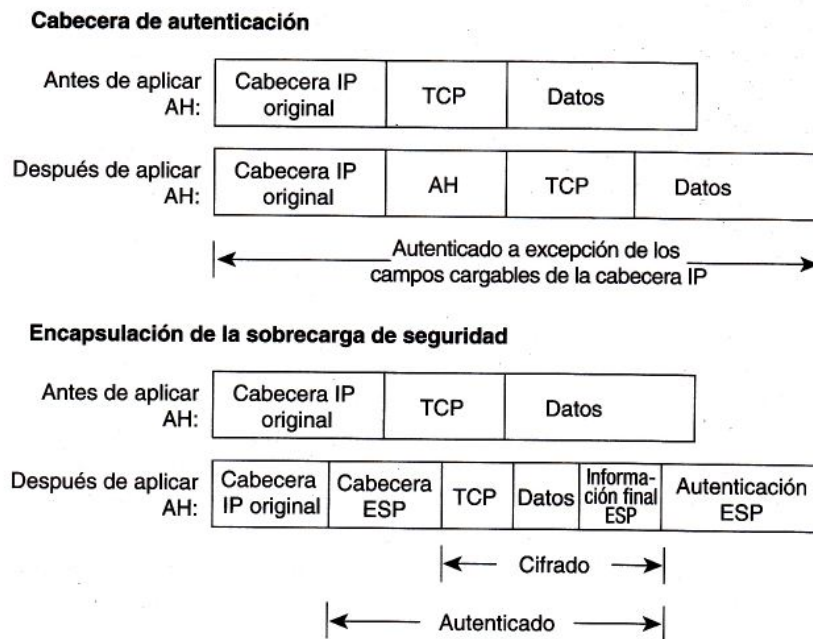 Cabecera de autenticación
Antes de aplicar
AH:
Cabecera IP
original
TCP
Datos
Después de aplicar
AH:
Cabecera IP
original
AH
TCP
Datos
Autenticado a excepción de los
campos cargables de la cabecera IP
Encapsulación de la sobrecarga de seguridad
Antes de aplicar
AH:
Cabecera IP
original
TCP
Datos
Después de aplicar
AH:
Cabecera
IP original
Cabecera
ESP
TCP
Datos
Informa-
ción final
ESP
Autenticación
ESP
Cifrado
Autenticado